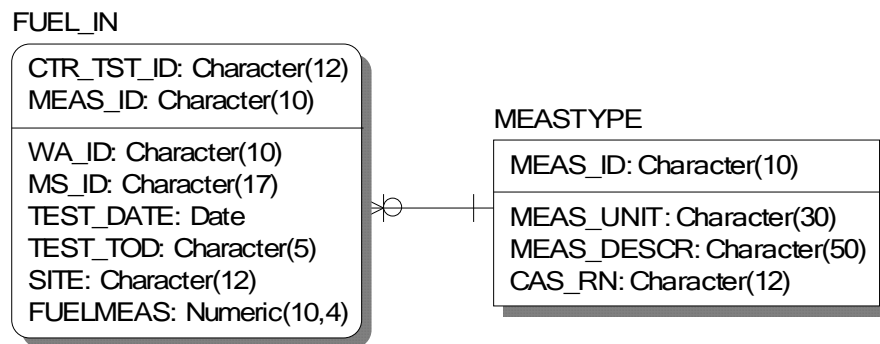 FUEL_IN
CTR_TST_ID: Character(12)
MEAS_ID: Character(10)
WA_ID: Character(10)
MS_ID: Character(17)
TEST_DATE: Date
TEST_TOD: Character(5)
SITE: Character(12)
FUELMEAS: Numeric(10,4)
MEASTYPE
MEAS_ID: Character(10)
MEAS_UNIT: Character(30)
MEAS_DESCR: Character(50)
CAS_RN: Character(12)